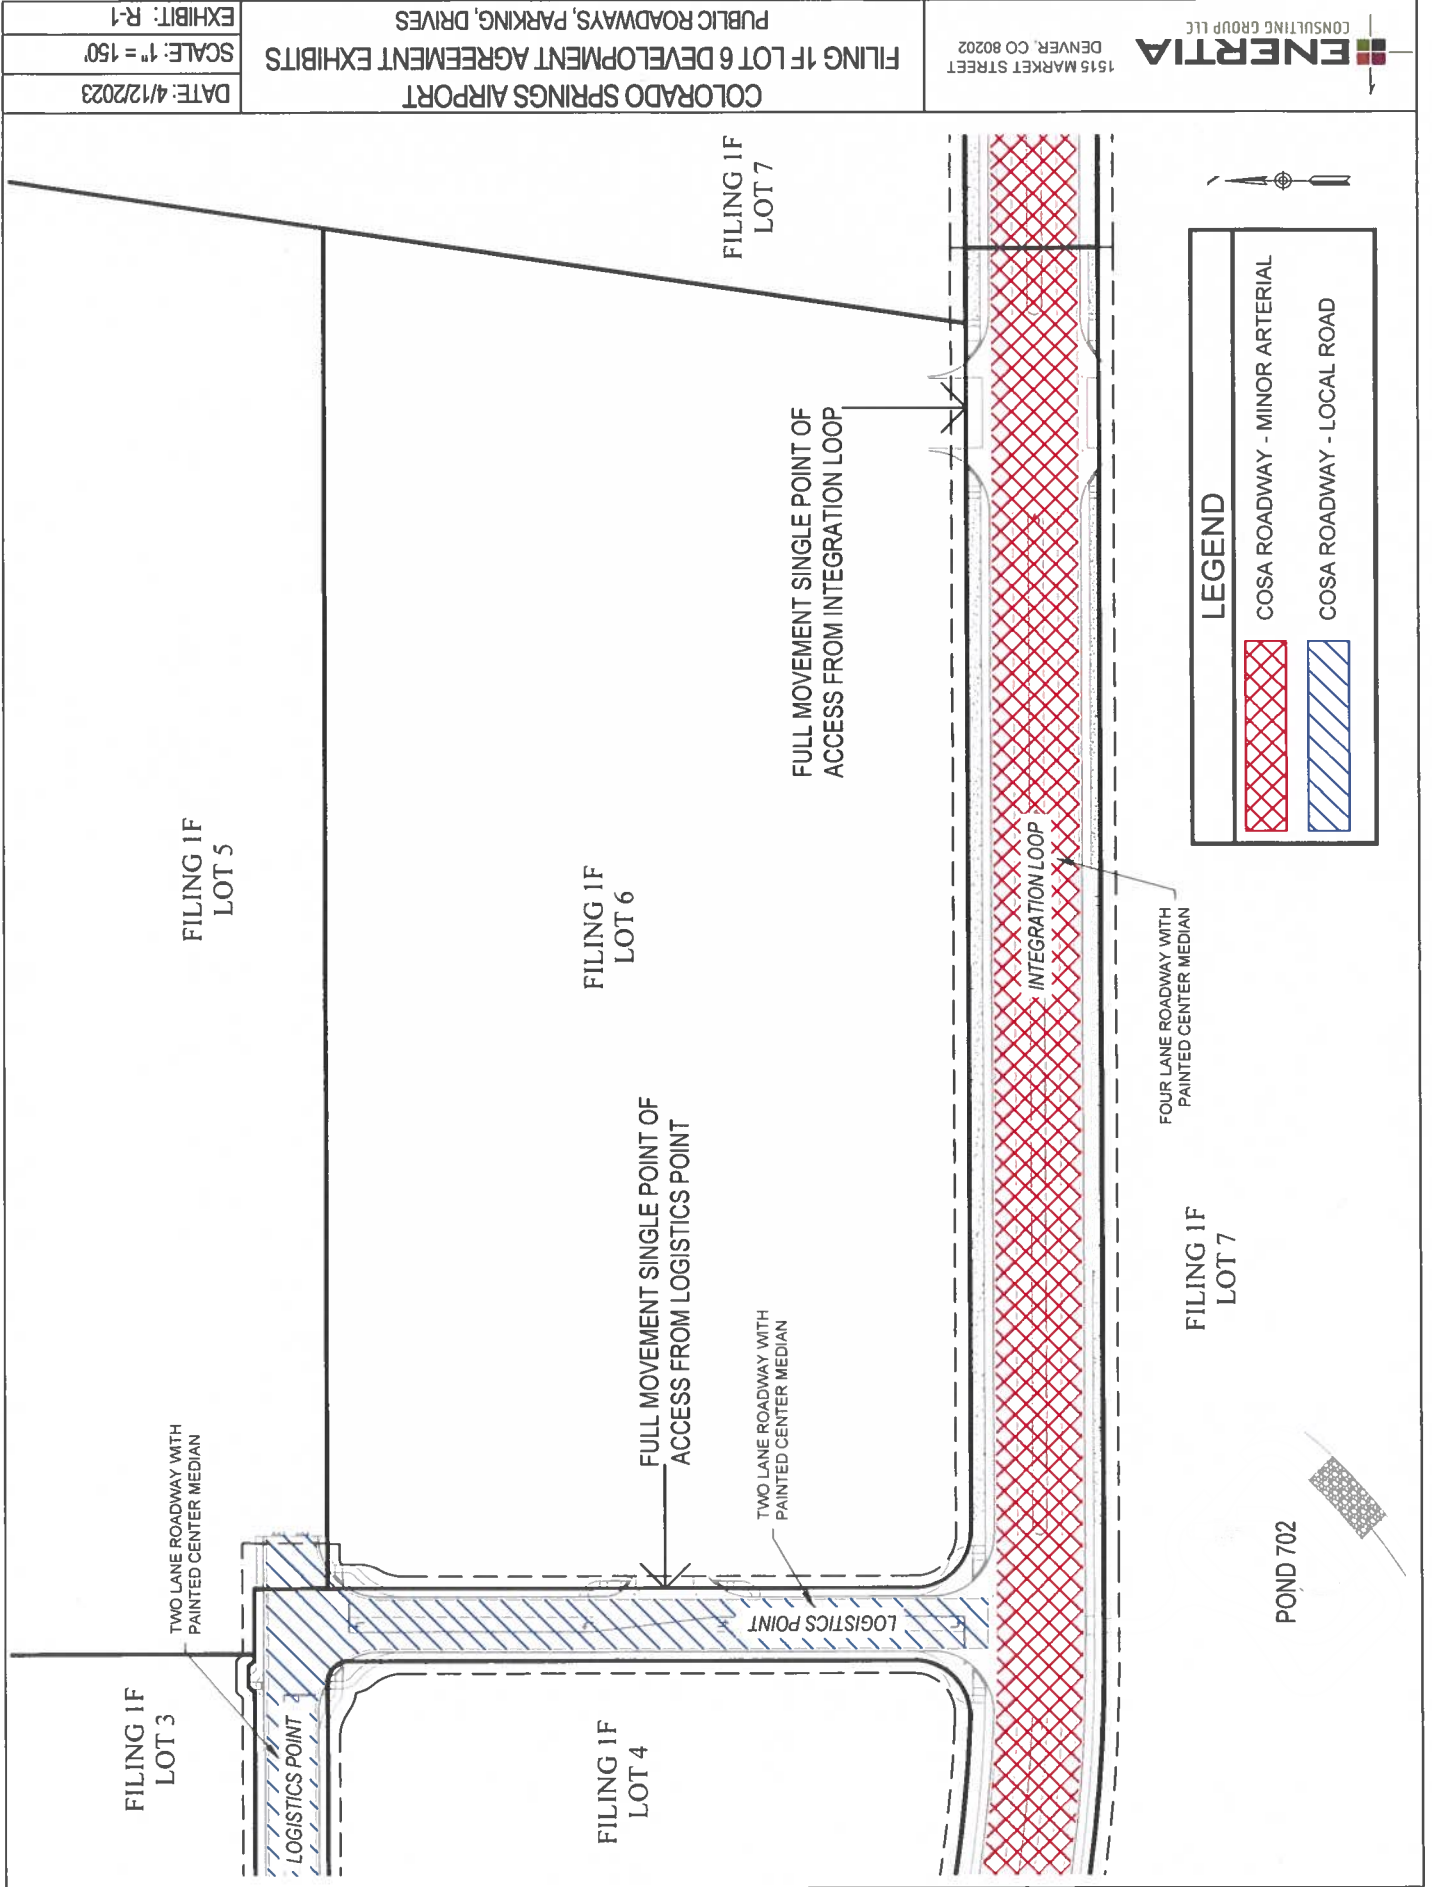 FILING 1F
LOT 3
FILING 1F
LOT 5
TWO LANE ROADWAY WITH
PAINTED CENTER MEDIAN
LOGISTICS POINT
FILING 1F
LOT 4
FILING 1F
LOT 6
FILING 1F
LOT 7
FULL MOVEMENT SINGLE POINT OF
ACCESS FROM LOGISTICS POINT
TWO LANE ROADWAY WITH
PAINTED CENTER MEDIAN
LOGISTICS POINT
FULL MOVEMENT SINGLE POINT OF
ACCESS FROM INTEGRATION LOOP
INTEGRATION LOOP
FOUR LANE ROADWAY WITH
PAINTED CENTER MEDIAN
FILING 1F
LOT 7
POND 702
LEGEND
COSA ROADWAY - MINOR ARTERIAL
COSA ROADWAY - LOCAL ROAD
ENERTIA
CONSULTING GROUP LLC
1515 MARKET STREET
DENVER, CO 80202
COLORADO SPRINGS AIRPORT
FILING 1F LOT 6 DEVELOPMENT AGREEMENT EXHIBITS
PUBLIC ROADWAYS, PARKING, DRIVES
DATE: 4/12/2023
SCALE: 1" = 150'
EXHIBIT: R-1